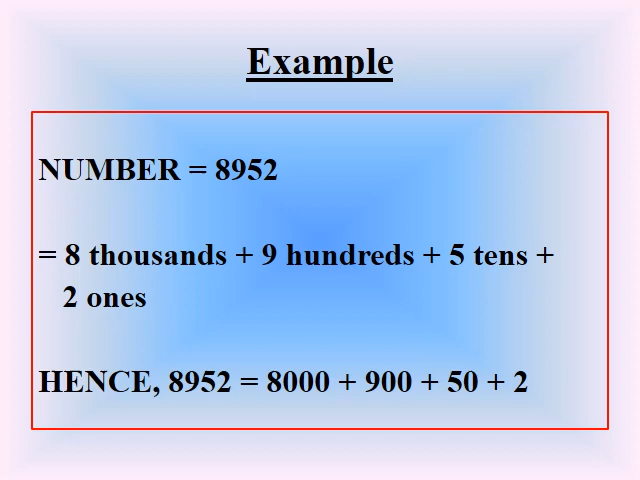 Example
NUMBER = 8952
= 8 thousands + 9 hundreds + 5 tens +
2 ones
HENCE, 8952 = 8000 + 900 + 50 + 2